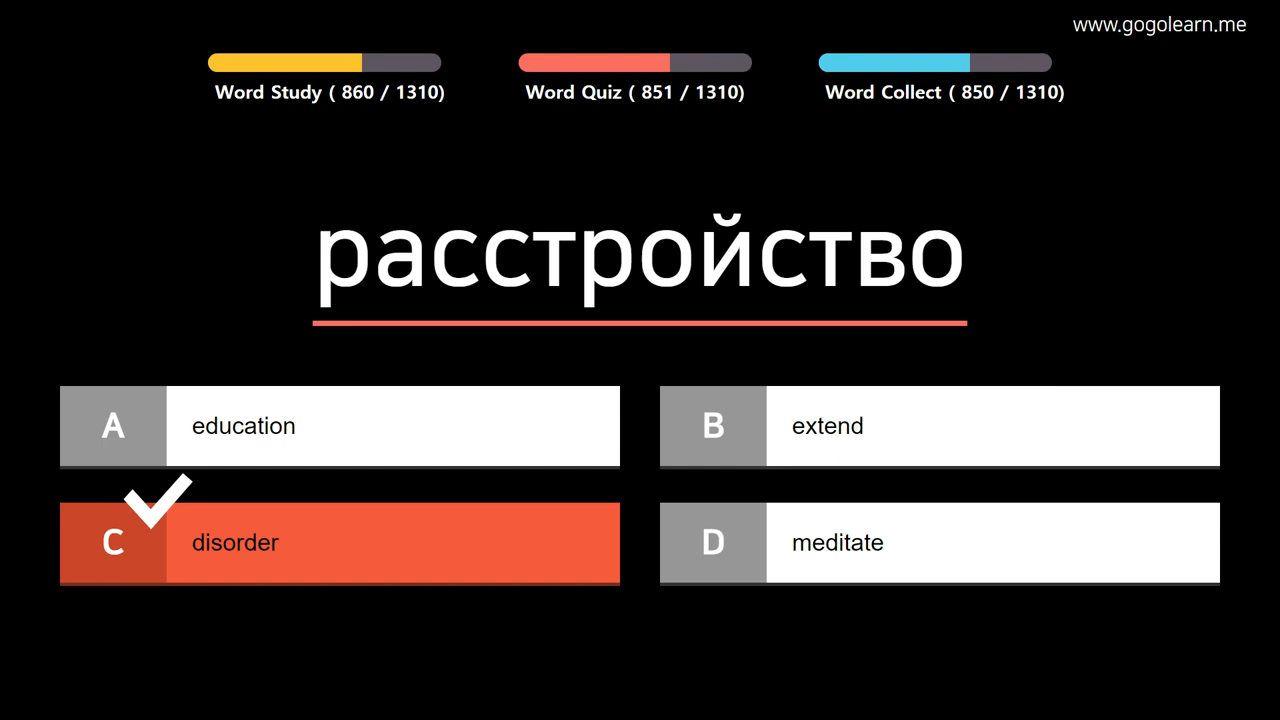 www.gogolearn.me
Word Study ( 860 / 1310)
Word Quiz ( 851 / 1310)
Word Collect ( 850 / 1310)
расстройство
A education
B extend
C disorder
D meditate